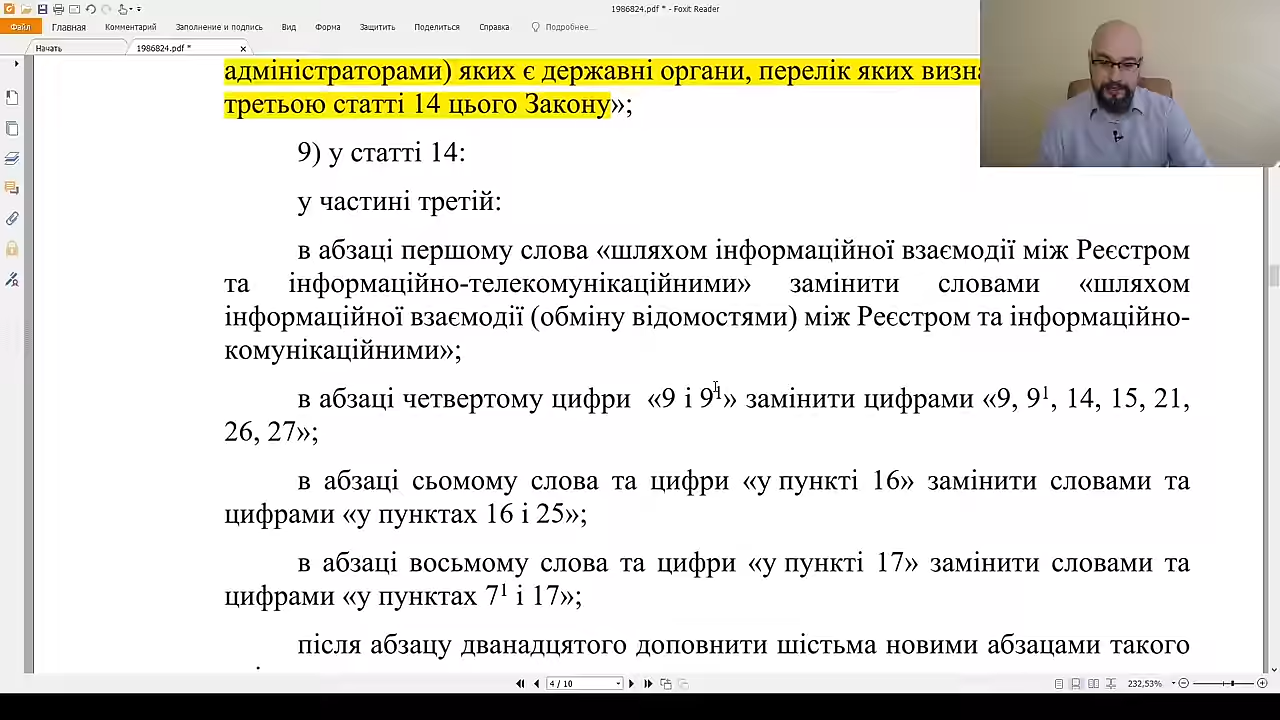 1986824.pdf * - Foxit Reader
Файл Главная Комментарий Заполнение и подпись Вид Форма Защитить Поделиться Справка Подробнее...
Начать 1986824.pdf *
адміністраторами) яких є державні органи, перелік яких визна
третьою статті 14 цього Закону»;
9) у статті 14:
у частині третій:
в абзаці першому слова «шляхом інформаційної взаємодії між Реєстром
та інформаційно-телекомунікаційними» замінити словами «шляхом
інформаційної взаємодії (обміну відомостями) між Реєстром та інформаційно-
комунікаційними»;
в абзаці четвертому цифри «9 і 9¹» замінити цифрами «9, 9¹, 14, 15, 21,
26, 27»;
в абзаці сьомому слова та цифри «у пункті 16» замінити словами та
цифрами «у пунктах 16 і 25»;
в абзаці восьмому слова та цифри «у пункті 17» замінити словами та
цифрами «у пунктах 7¹ і 17»;
після абзацу дванадцятого доповнити шістьма новими абзацами такого
4 / 10 232,53%